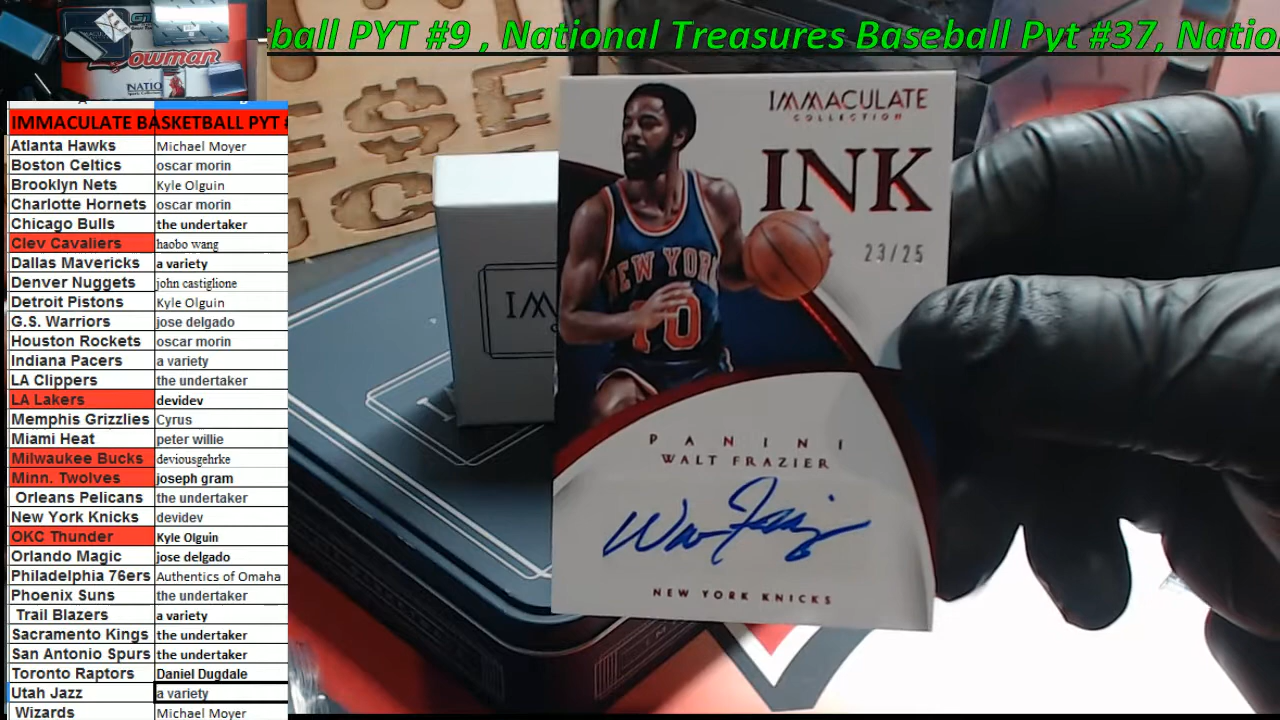 ball PYT #9 , National Treasures Baseball Pyt #37, Natio
Bowman
IMMACULATE BASKETBALL PYT #
Atlanta Hawks Michael Moyer
Boston Celtics oscar morin
Brooklyn Nets Kyle Olguin
Charlotte Hornets oscar morin
Chicago Bulls the undertaker
Clev Cavaliers haobo wang
Dallas Mavericks a variety
Denver Nuggets john castiglione
Detroit Pistons Kyle Olguin
G.S. Warriors jose delgado
Houston Rockets oscar morin
Indiana Pacers a variety
LA Clippers the undertaker
LA Lakers devidev
Memphis Grizzlies Cyrus
Miami Heat peter willie
Milwaukee Bucks deviousgehrke
Minn. Twolves joseph gram
Orleans Pelicans the undertaker
New York Knicks devidev
OKC Thunder Kyle Olguin
Orlando Magic jose delgado
Philadelphia 76ers Authentics of Omaha
Phoenix Suns the undertaker
Trail Blazers a variety
Sacramento Kings the undertaker
San Antonio Spurs the undertaker
Toronto Raptors Daniel Dugdale
Utah Jazz a variety
Wizards Michael Moyer
IMMACULATE
COLLECTION
INK
23/25
NEW YORK
10
PANINI
WALT FRAZIER
NEW YORK KNICKS